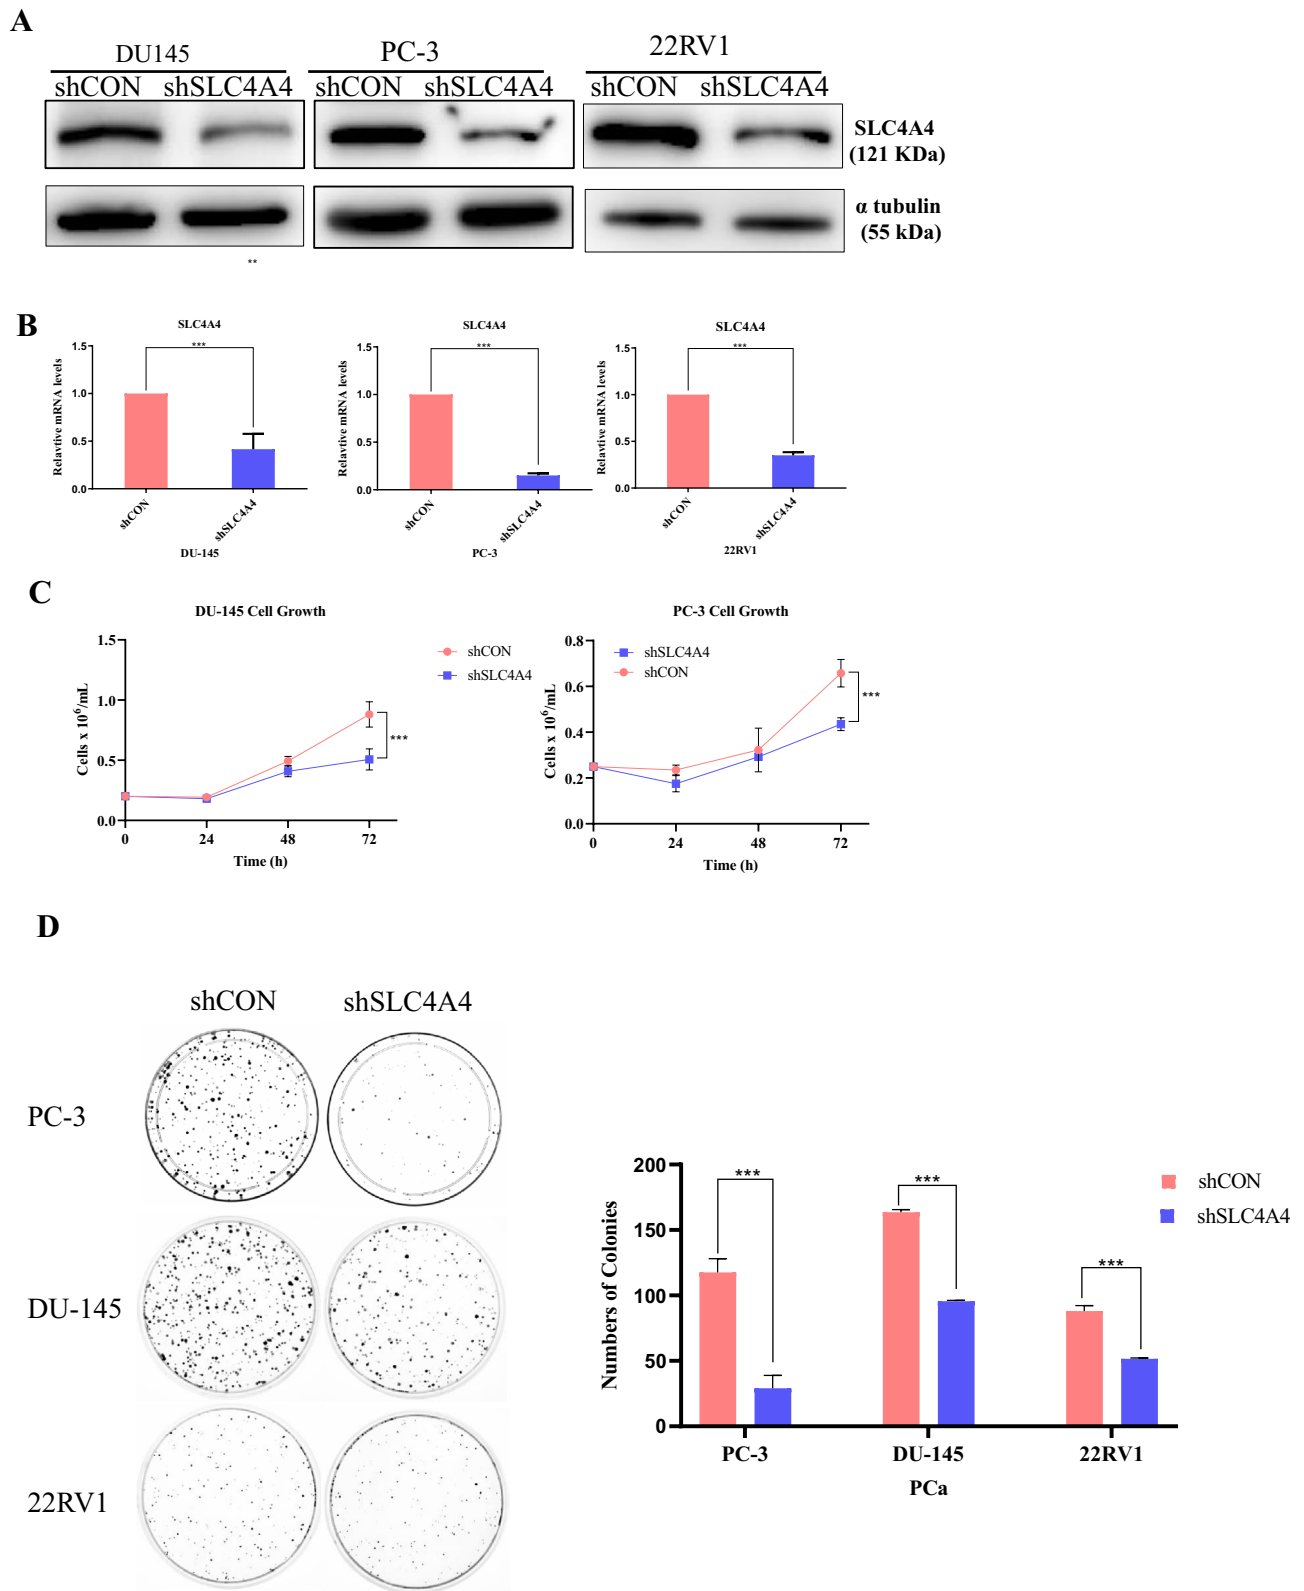 A
DU145
PC-3
22RV1
shCON shSLC4A4
shCON shSLC4A4
shCON shSLC4A4
SLC4A4
(121 KDa)
α tubulin
(55 kDa)
**
B
SLC4A4
***
Relavtive mRNA levels
1.5
1.0
0.5
0.0
shCON
shSLC4A4
DU-145
SLC4A4
***
Relavtive mRNA levels
1.5
1.0
0.5
0.0
shCON
shSLC4A4
PC-3
SLC4A4
***
Relavtive mRNA levels
1.5
1.0
0.5
0.0
shCON
shSLC4A4
22RV1
C
DU-145 Cell Growth
Cells x 10⁶/mL
1.5
1.0
0.5
0.0
0 24 48 72
Time (h)
shCON
shSLC4A4
***
PC-3 Cell Growth
Cells x 10⁶/mL
0.8
0.6
0.4
0.2
0.0
0 24 48 72
Time (h)
shSLC4A4
shCON
***
D
shCON shSLC4A4
PC-3
DU-145
22RV1
Numbers of Colonies
200
150
100
50
0
***
***
***
PC-3 DU-145 22RV1
PCa
shCON
shSLC4A4